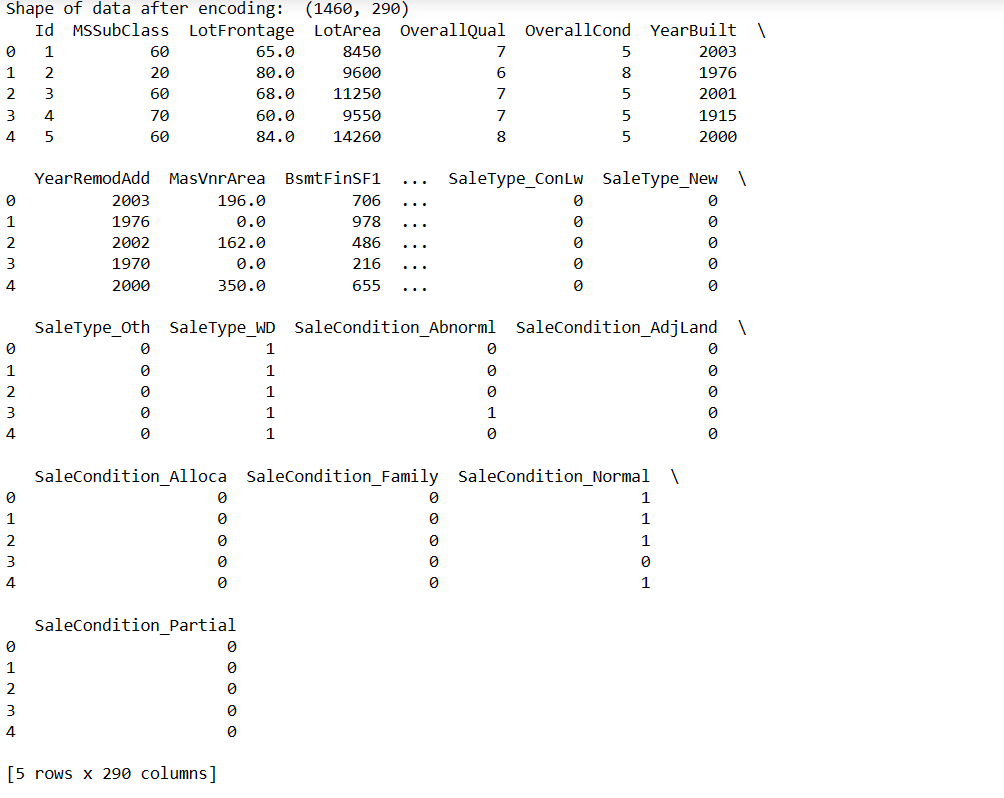 Shape of data after encoding:  (1460, 290)
   Id  MSSubClass  LotFrontage  LotArea  OverallQual  OverallCond  YearBuilt  \
0   1          60         65.0     8450            7            5       2003
1   2          20         80.0     9600            6            8       1976
2   3          60         68.0    11250            7            5       2001
3   4          70         60.0     9550            7            5       1915
4   5          60         84.0    14260            8            5       2000
   YearRemodAdd  MasVnrArea  BsmtFinSF1  ...  SaleType_ConLw  SaleType_New  \
0          2003       196.0         706  ...               0             0
1          1976         0.0         978  ...               0             0
2          2002       162.0         486  ...               0             0
3          1970         0.0         216  ...               0             0
4          2000       350.0         655  ...               0             0
   SaleType_Oth  SaleType_WD  SaleCondition_Abnorml  SaleCondition_AdjLand  \
0             0            1                      0                      0
1             0            1                      0                      0
2             0            1                      0                      0
3             0            1                      1                      0
4             0            1                      0                      0
   SaleCondition_Alloca  SaleCondition_Family  SaleCondition_Normal  \
0                     0                     0                     1
1                     0                     0                     1
2                     0                     0                     1
3                     0                     0                     0
4                     0                     0                     1
   SaleCondition_Partial
0                      0
1                      0
2                      0
3                      0
4                      0
[5 rows x 290 columns]